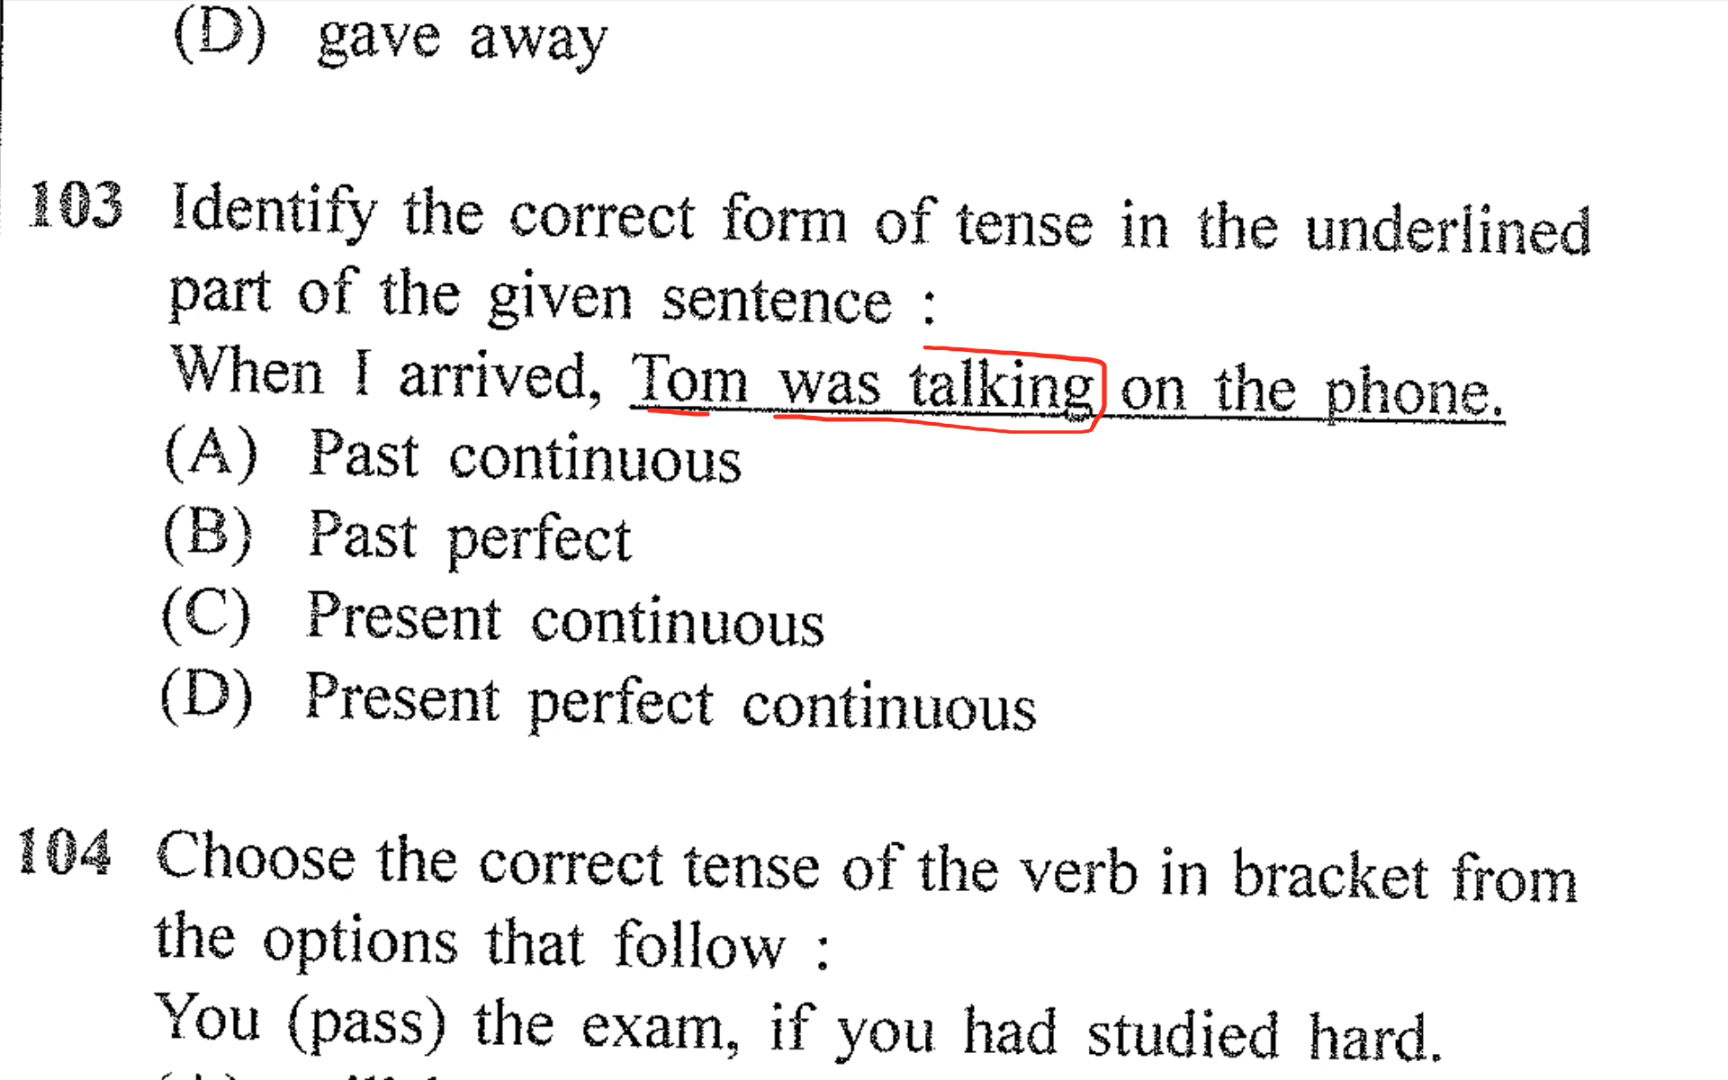 (D) gave away
103 Identify the correct form of tense in the underlined
part of the given sentence :
When I arrived, Tom was talking on the phone.
(A) Past continuous
(B) Past perfect
(C) Present continuous
(D) Present perfect continuous
104 Choose the correct tense of the verb in bracket from
the options that follow :
You (pass) the exam, if you had studied hard.